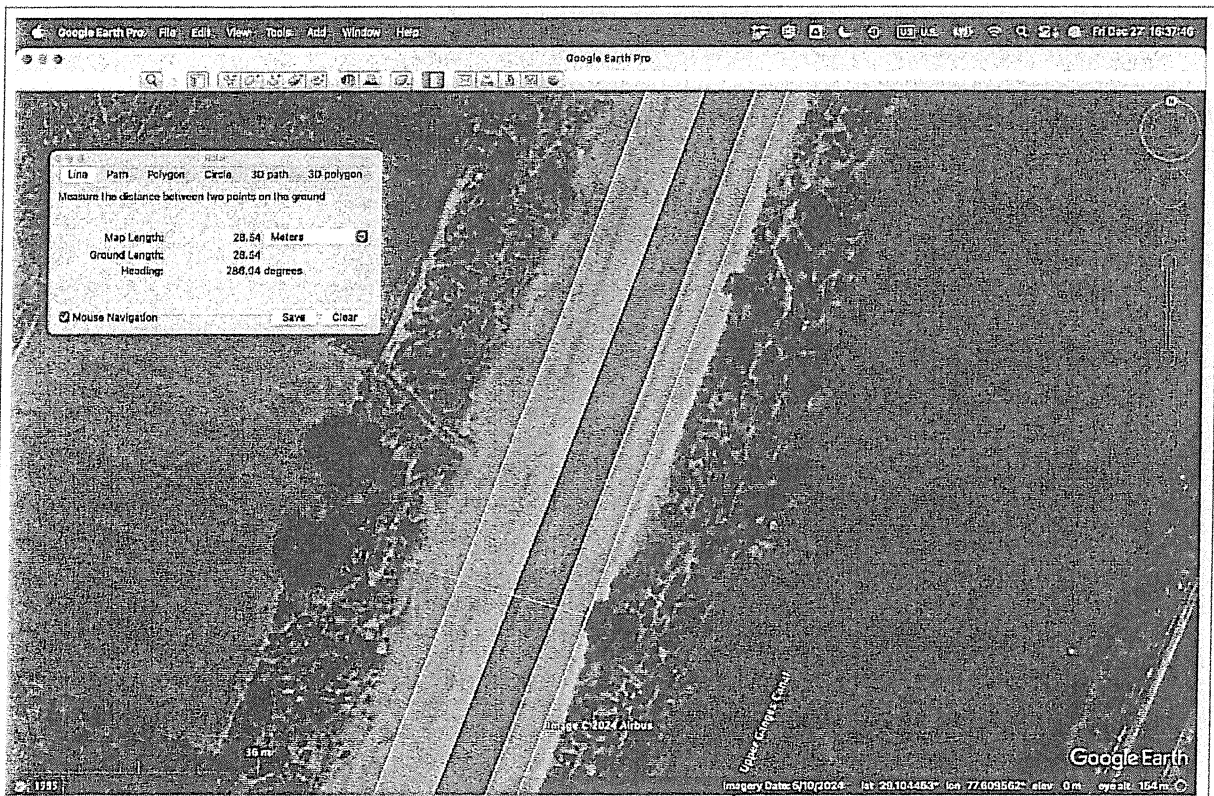 Google Earth Pro File Edit View Tools Add Window Help US U.S. Fri Dec 27 16:37:46
Google Earth Pro
Line Path Polygon Circle 3D path 3D polygon
Measure the distance between two points on the ground
Map Length: 28.54 Meters
Ground Length: 28.54
Heading: 286.04 degrees
Mouse Navigation Save Clear
N
Image © 2024 Airbus
Upper Ganges Canal
36 m
Google Earth
1985
Imagery Date: 6/10/2024 lat 29.104463° lon 77.609562° elev 0 m eye alt 154 m